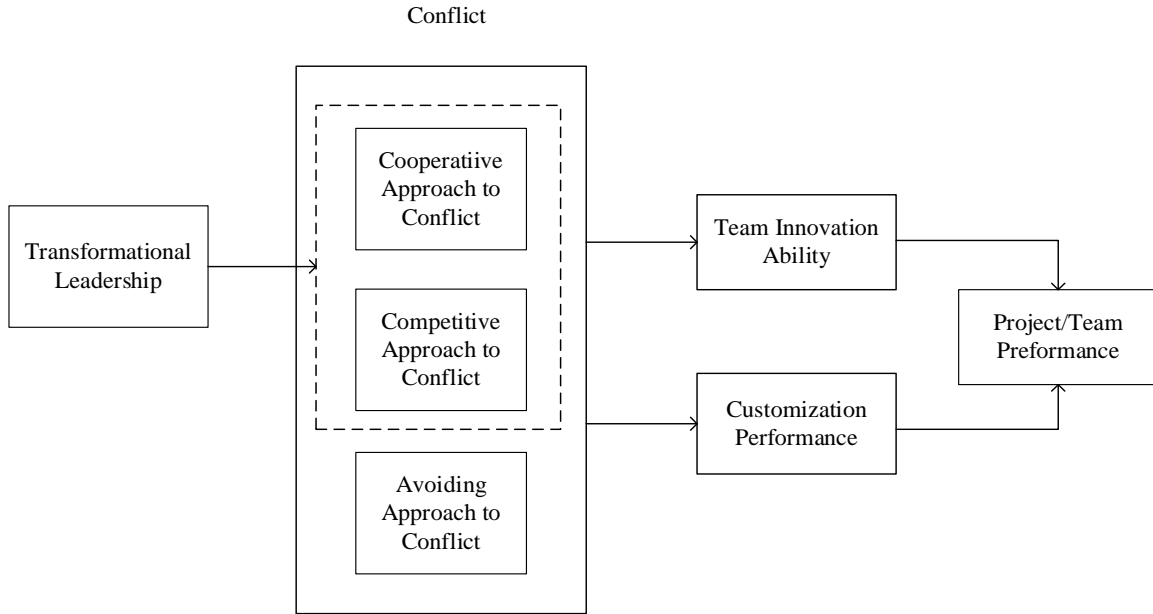 Conflict
Cooperatiive
Approach to
Conflict
Transformational
Leadership
Competitive
Approach to
Conflict
Avoiding
Approach to
Conflict
Team Innovation
Ability
Customization
Performance
Project/Team
Preformance